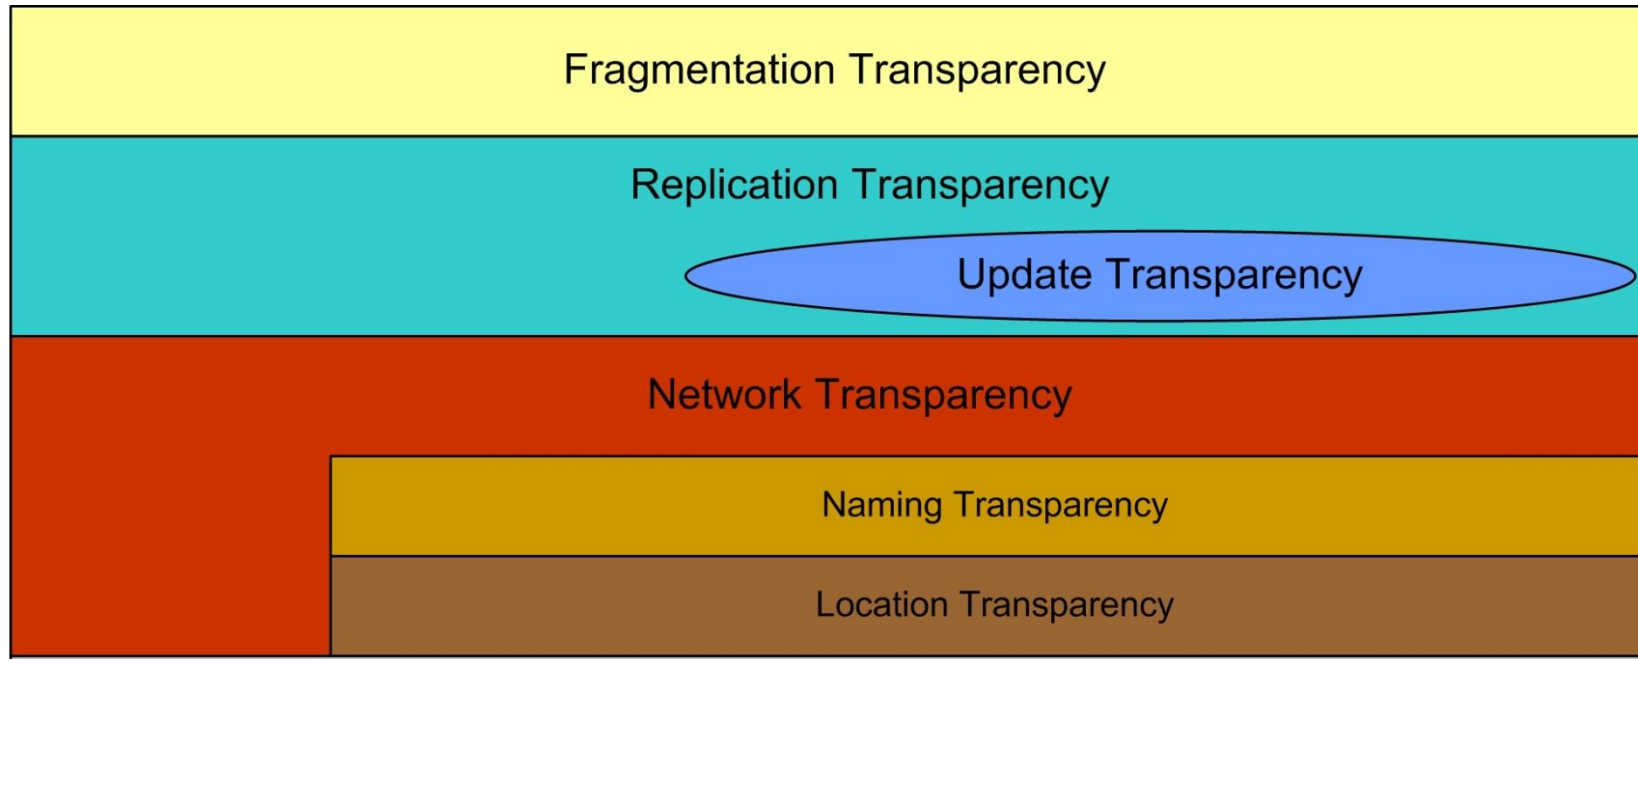 Fragmentation Transparency
Replication Transparency
Update Transparency
Network Transparency
Naming Transparency
Location Transparency